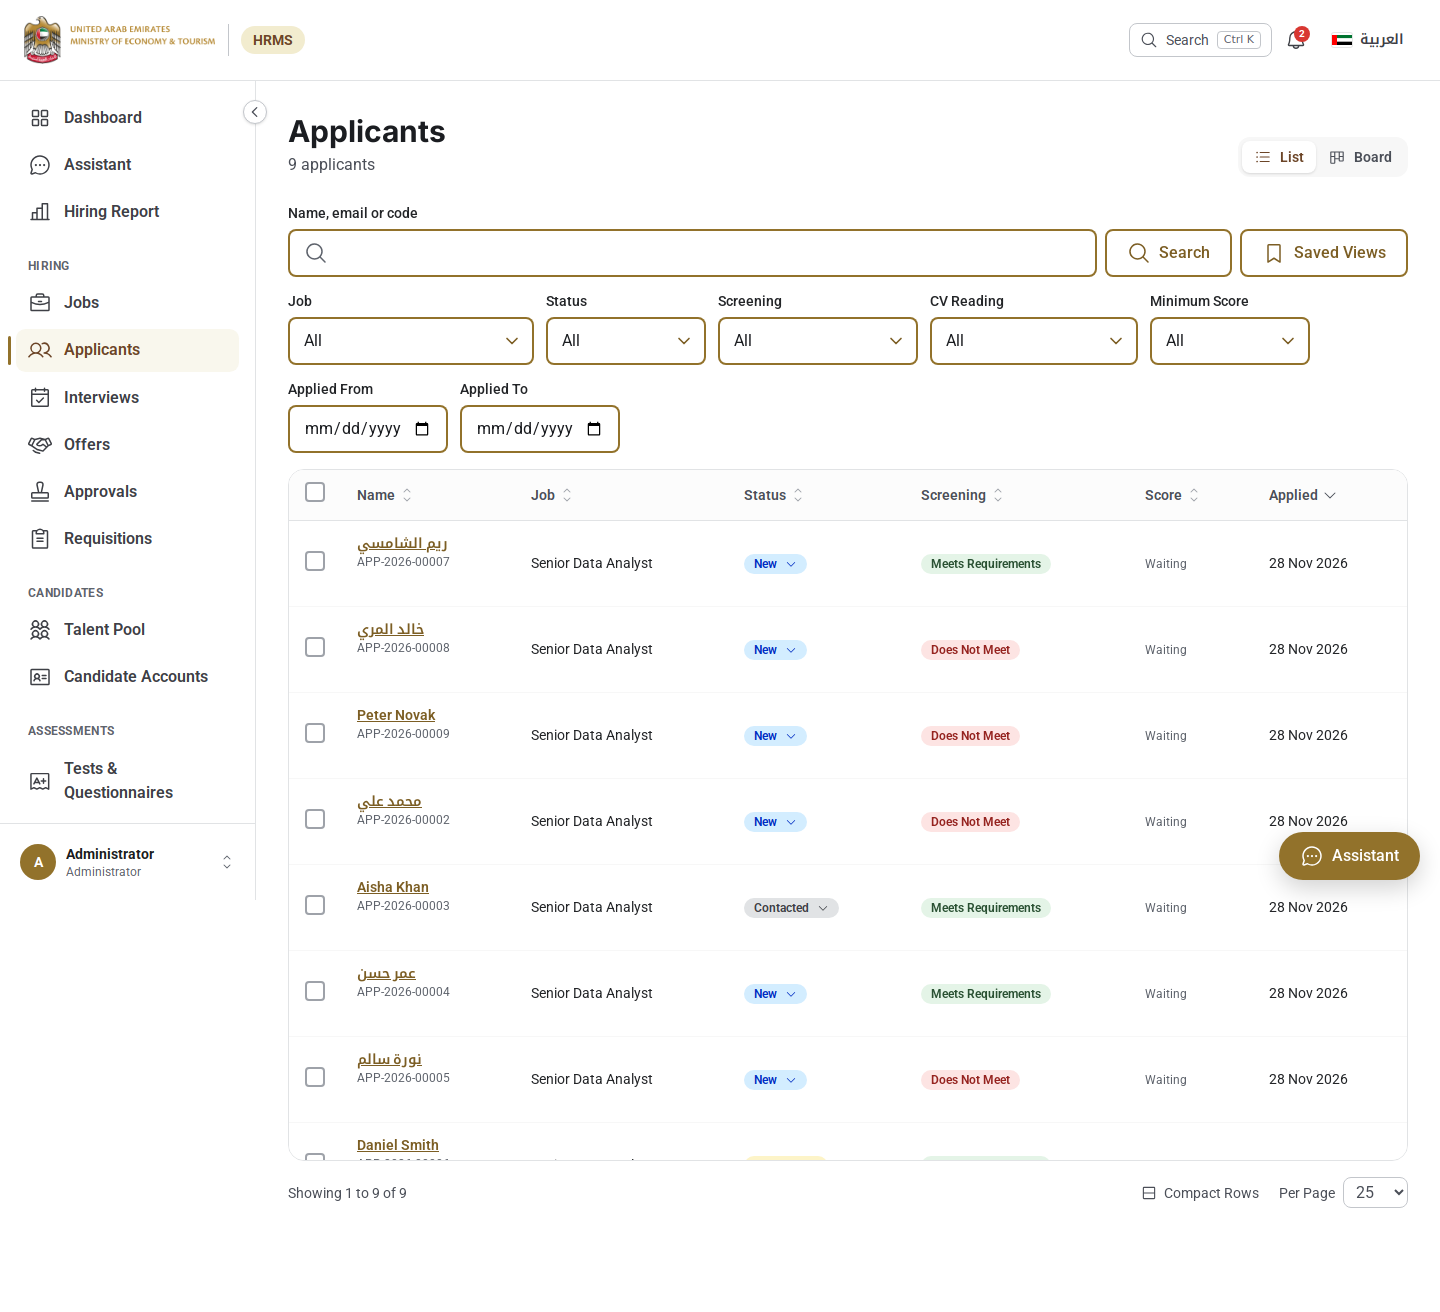 UNITED ARAB EMIRATES
MINISTRY OF ECONOMY & TOURISM
HRMS
Search Ctrl K
2
العربية
Dashboard
Assistant
Hiring Report
HIRING
Jobs
Applicants
Interviews
Offers
Approvals
Requisitions
CANDIDATES
Talent Pool
Candidate Accounts
ASSESSMENTS
Tests &
Questionnaires
A
Administrator
Administrator
Applicants
9 applicants
List Board
Name, email or code
Search Saved Views
Job Status Screening CV Reading Minimum Score
All All All All All
Applied From Applied To
mm/dd/yyyy mm/dd/yyyy
Name Job Status Screening Score Applied
ريم الشامسي
APP-2026-00007
Senior Data Analyst New Meets Requirements Waiting 28 Nov 2026
خالد المري
APP-2026-00008
Senior Data Analyst New Does Not Meet Waiting 28 Nov 2026
Peter Novak
APP-2026-00009
Senior Data Analyst New Does Not Meet Waiting 28 Nov 2026
محمد علي
APP-2026-00002
Senior Data Analyst New Does Not Meet Waiting 28 Nov 2026
Assistant
Aisha Khan
APP-2026-00003
Senior Data Analyst Contacted Meets Requirements Waiting 28 Nov 2026
عمر حسن
APP-2026-00004
Senior Data Analyst New Meets Requirements Waiting 28 Nov 2026
نورة سالم
APP-2026-00005
Senior Data Analyst New Does Not Meet Waiting 28 Nov 2026
Daniel Smith
Showing 1 to 9 of 9
Compact Rows Per Page 25